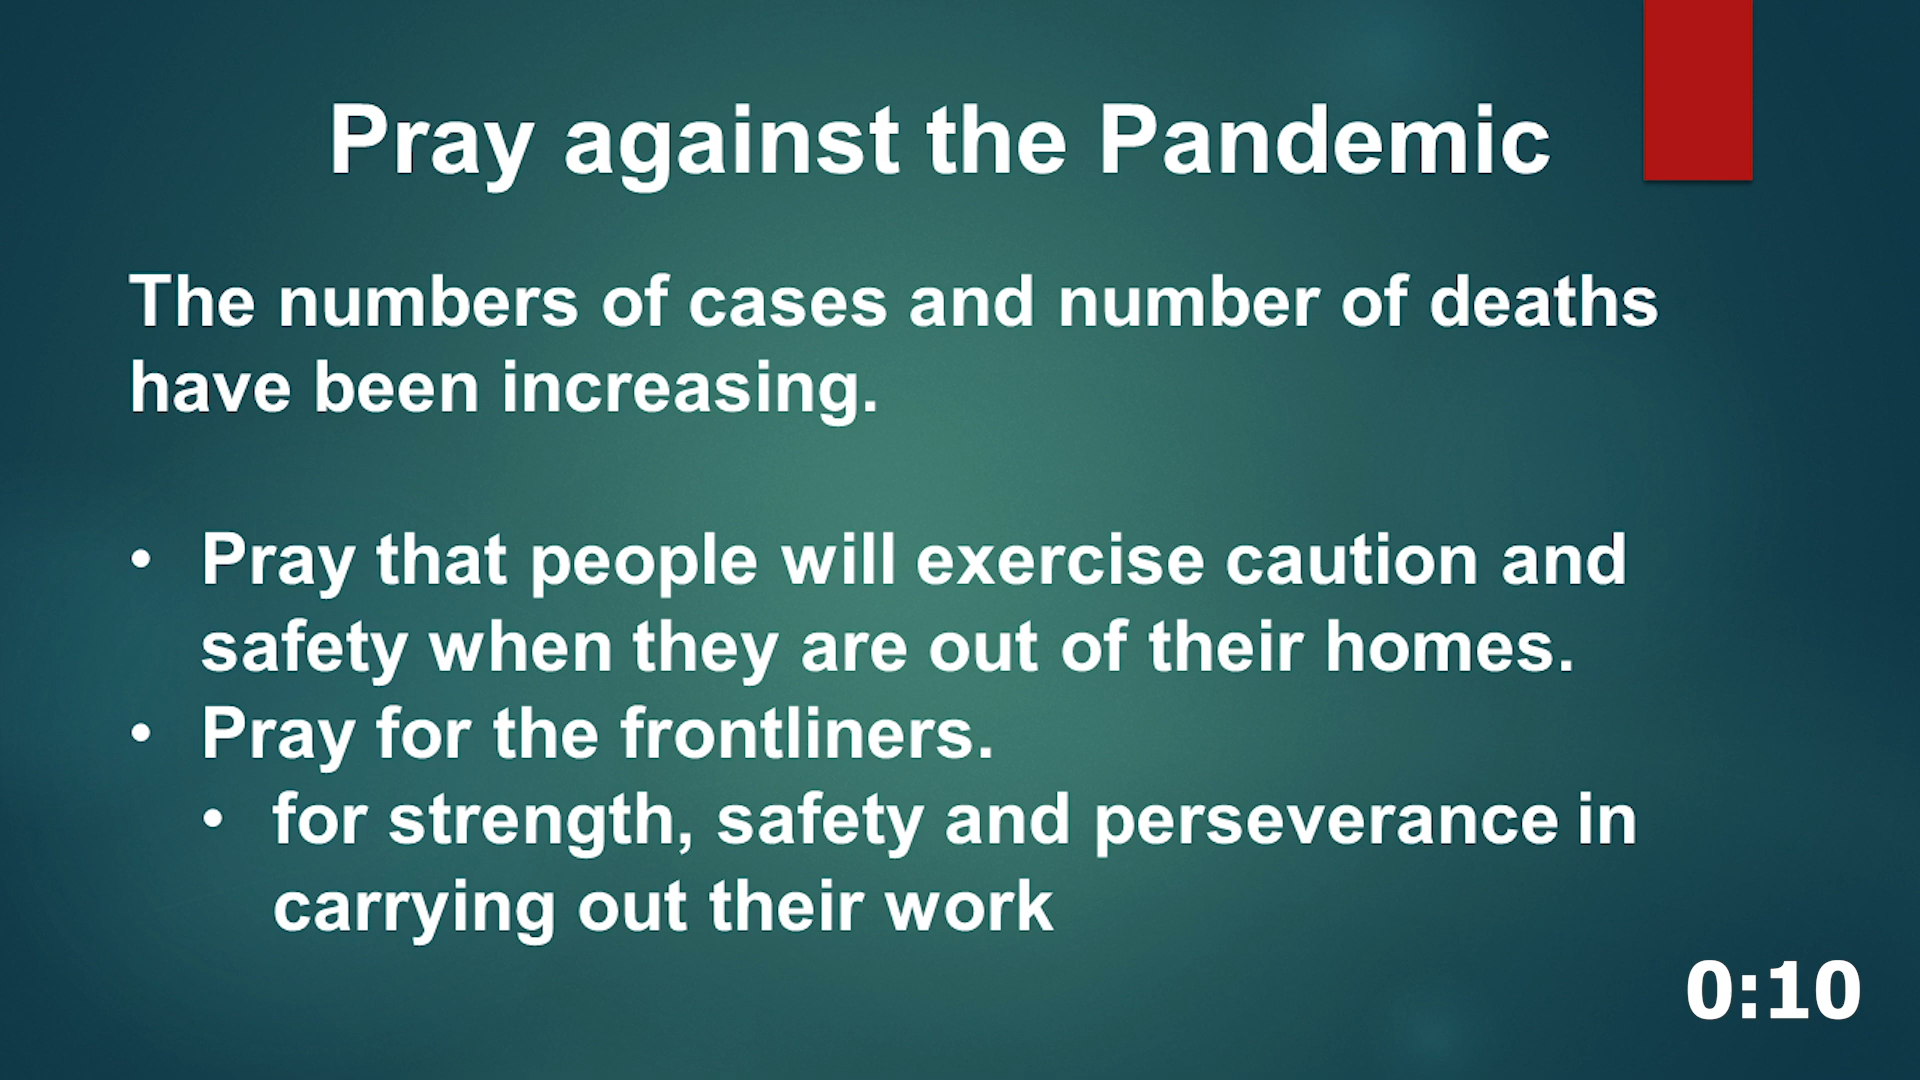 Pray against the Pandemic
The numbers of cases and number of deaths
have been increasing.
• Pray that people will exercise caution and
safety when they are out of their homes.
• Pray for the frontliners.
• for strength, safety and perseverance in
carrying out their work
0:10